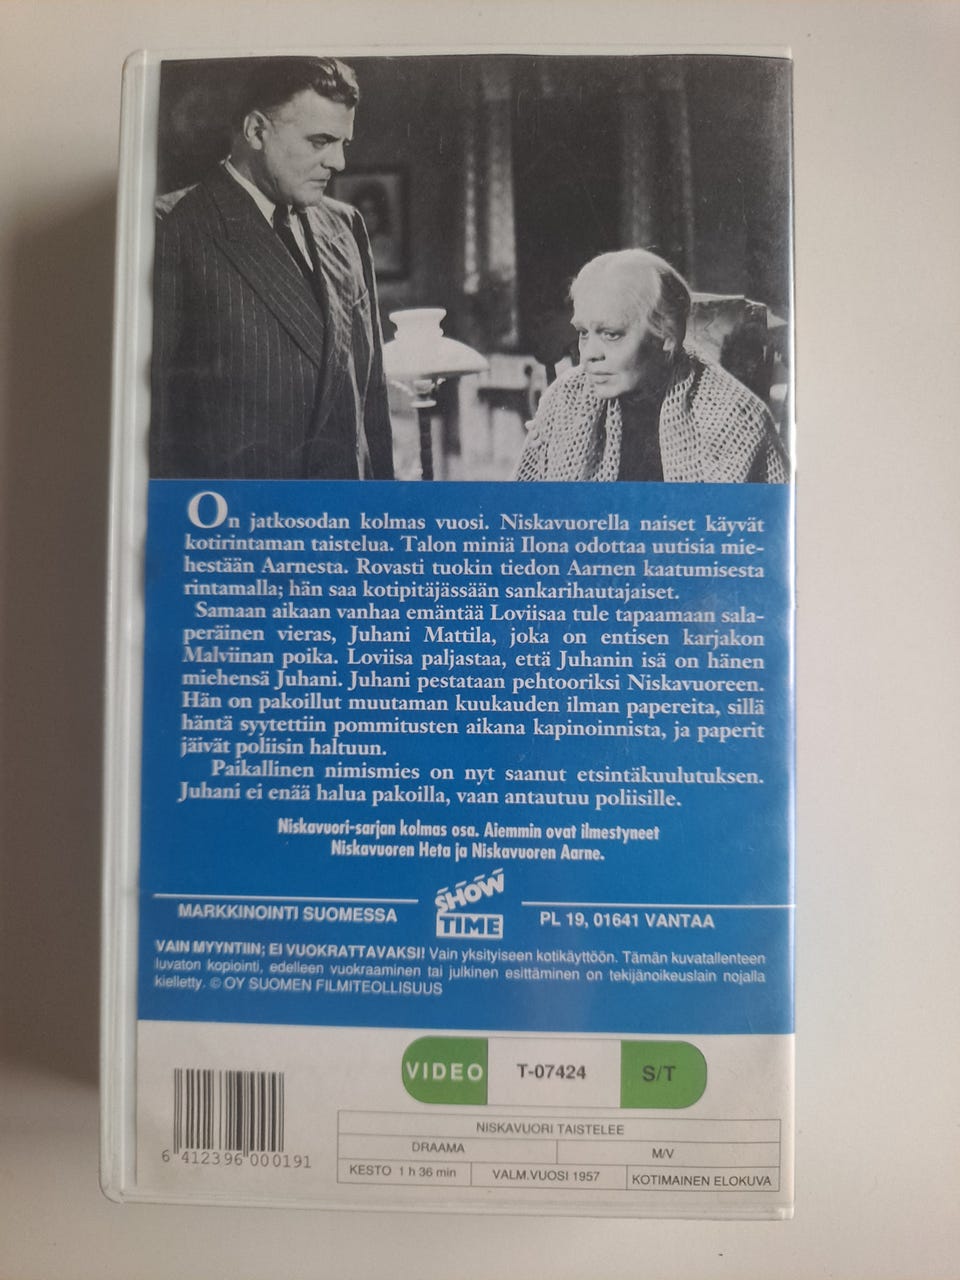 On jatkosodan kolmas vuosi. Niskavuorella naiset käyvät
kotirintaman taistelua. Talon miniä Ilona odottaa uutisia mie-
hestään Aarnesta. Rovasti tuokin tiedon Aarnen kaatumisesta
rintamalla; hän saa kotipitäjässään sankarihautajaiset.
Samaan aikaan vanhaa emäntää Loviisaa tule tapaamaan sala-
peräinen vieras, Juhani Mattila, joka on entisen karjakon
Malviinan poika. Loviisa paljastaa, että Juhanin isä on hänen
miehensä Juhani. Juhani pestataan pehtooriksi Niskavuoreen.
Hän on pakoillut muutaman kuukauden ilman papereita, sillä
häntä syytettiin pommitusten aikana kapinoinnista, ja paperit
jäivät poliisin haltuun.
Paikallinen nimismies on nyt saanut etsintäkuulutuksen.
Juhani ei enää halua pakoilla, vaan antautuu poliisille.
Niskavuori-sarjan kolmas osa. Aiemmin ovat ilmestyneet
Niskavuoren Heta ja Niskavuoren Aarne.
MARKKINOINTI SUOMESSA
SHOW
TIME
PL 19, 01641 VANTAA
VAIN MYYNTIIN; EI VUOKRATTAVAKSI! Vain yksityiseen kotikäyttöön. Tämän kuvatallenteen
luvaton kopiointi, edelleen vuokraaminen tai julkinen esittäminen on tekijänoikeuslain nojalla
kielletty. © OY SUOMEN FILMITEOLLISUUS
VIDEO T-07424 S/T
6 412396 000191
NISKAVUORI TAISTELEE
DRAAMA M/V
KESTO 1 h 36 min VALM.VUOSI 1957 KOTIMAINEN ELOKUVA